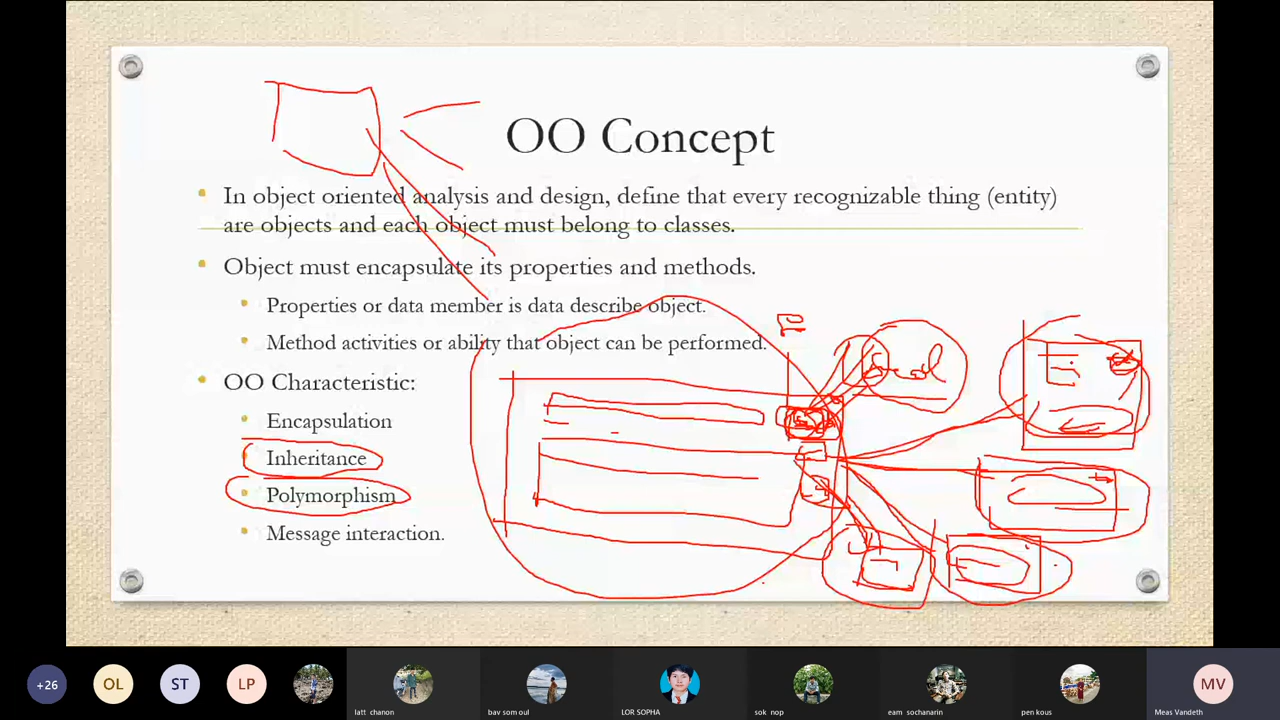 OO Concept
In object oriented analysis and design, define that every recognizable thing (entity)
are objects and each object must belong to classes.
Object must encapsulate its properties and methods.
Properties or data member is data describe object.
Method activities or ability that object can be performed.
OO Characteristic:
Encapsulation
Inheritance
Polymorphism
Message interaction.
+26
OL
ST
LP
MV
latt chanon
bav som oul
LOR SOPHA
sok nop
eam sochanarin
pen kous
Meas Vandeth